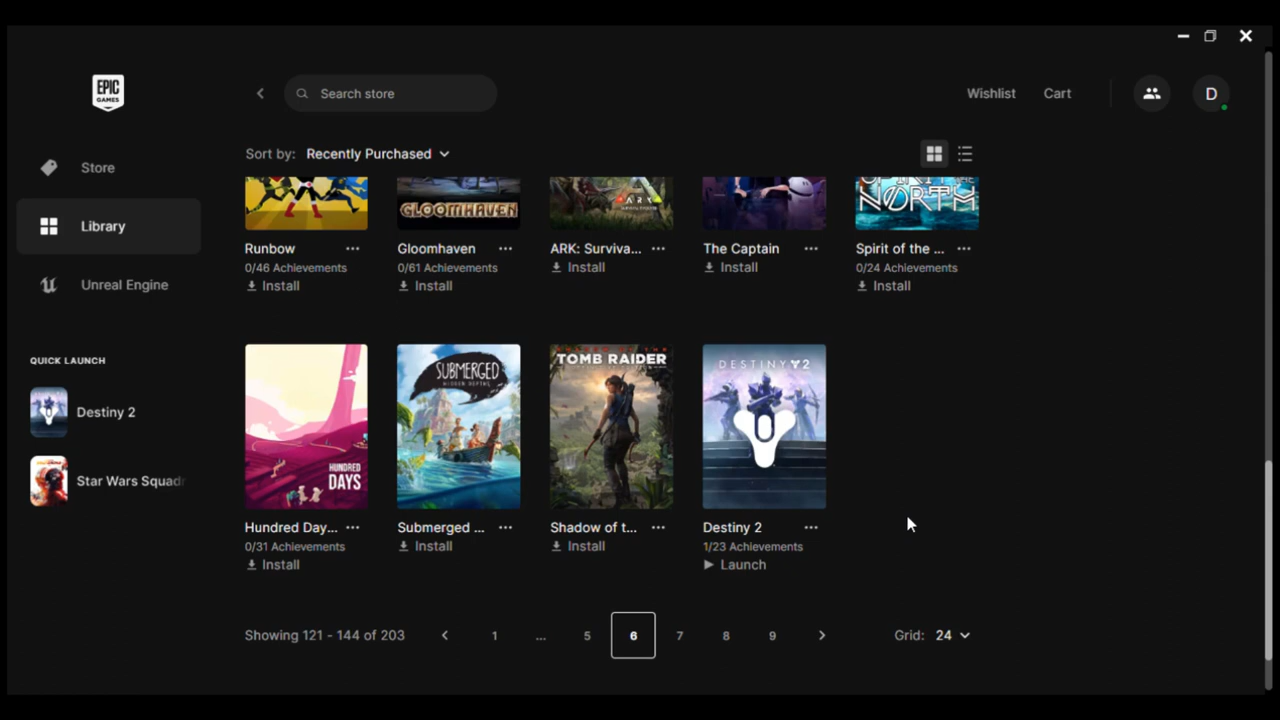 EPIC
GAMES
Search store
Wishlist
Cart
D
Sort by: Recently Purchased
Store
Library
Unreal Engine
QUICK LAUNCH
Destiny 2
Star Wars Squadr
GLOOMHAVEN
ARK
NORTH
Runbow ...
0/46 Achievements
Install
Gloomhaven ...
0/61 Achievements
Install
ARK: Surviva... ...
Install
The Captain ...
Install
Spirit of the ... ...
0/24 Achievements
Install
HUNDRED
DAYS
SUBMERGED
HIDDEN DEPTHS
TOMB RAIDER
DESTINY 2
Hundred Day... ...
0/31 Achievements
Install
Submerged ... ...
Install
Shadow of t... ...
Install
Destiny 2 ...
1/23 Achievements
Launch
Showing 121 - 144 of 203
1 ... 5 6 7 8 9
Grid: 24